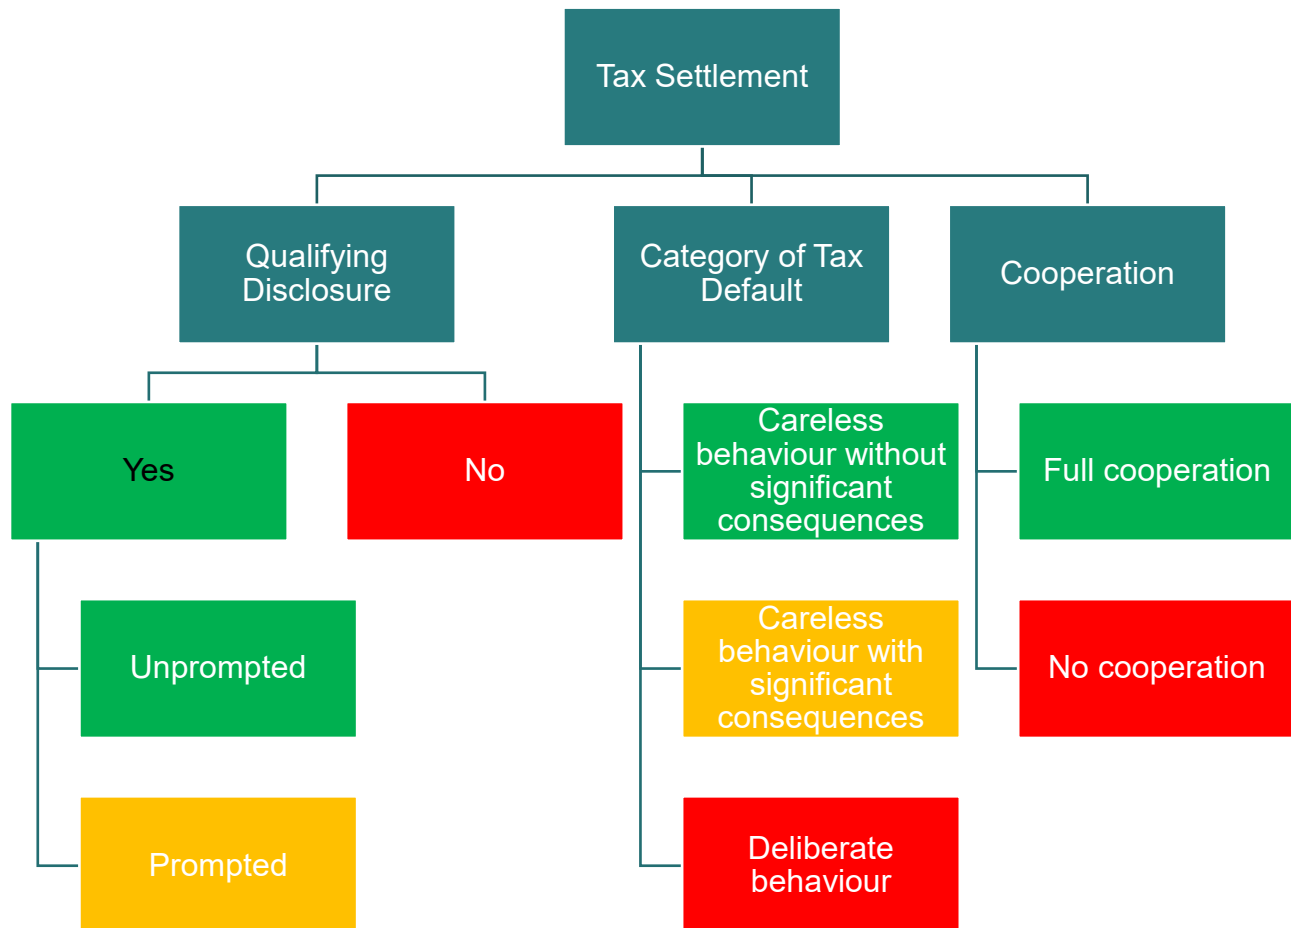 Tax Settlement
Qualifying
Disclosure
Category of Tax
Default
Cooperation
Yes
No
Careless
behaviour without
significant
consequences
Full cooperation
Unprompted
Careless
behaviour with
significant
consequences
No cooperation
Prompted
Deliberate
behaviour